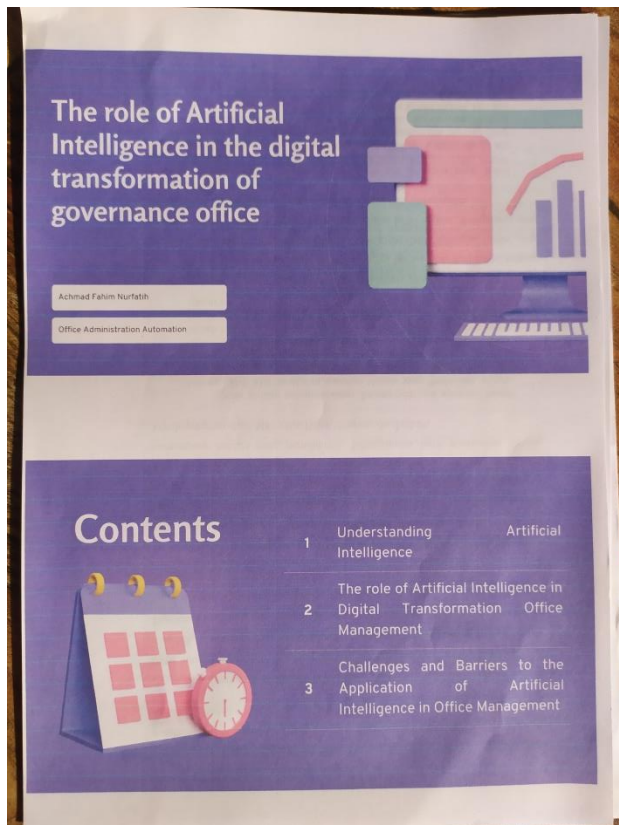 The role of Artificial
Intelligence in the digital
transformation of
governance office
Achmad Fahim Nurfatih
Office Administration Automation
Contents
1
Understanding Artificial
Intelligence
2
The role of Artificial Intelligence in
Digital Transformation Office
Management
3
Challenges and Barriers to the
Application of Artificial
Intelligence in Office Management